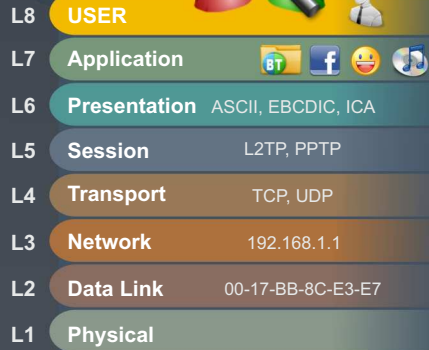 L8 USER
L7 Application BT f
L6 Presentation ASCII, EBCDIC, ICA
L5 Session L2TP, PPTP
L4 Transport TCP, UDP
L3 Network 192.168.1.1
L2 Data Link 00-17-BB-8C-E3-E7
L1 Physical